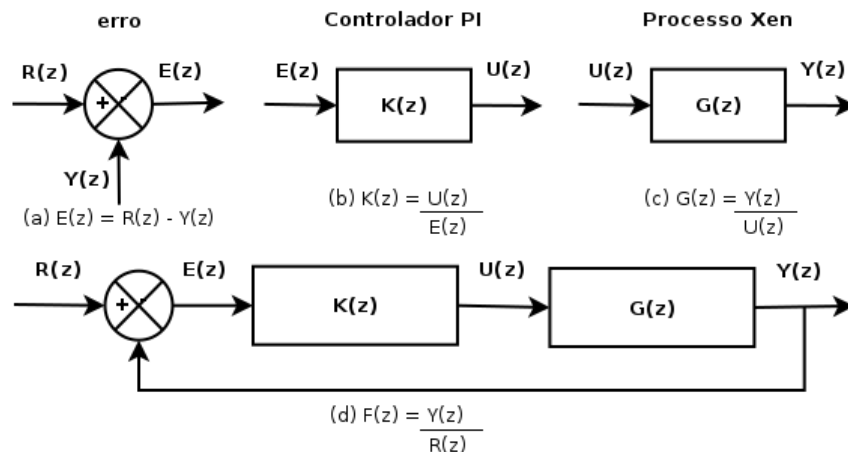 erro
Controlador PI
Processo Xen
R(z)
E(z)
+
-
Y(z)
E(z)
K(z)
U(z)
U(z)
G(z)
Y(z)
(a) E(z) = R(z) - Y(z)
(b) K(z) = U(z)
E(z)
(c) G(z) = Y(z)
U(z)
R(z)
+
-
E(z)
K(z)
U(z)
G(z)
Y(z)
(d) F(z) = Y(z)
R(z)